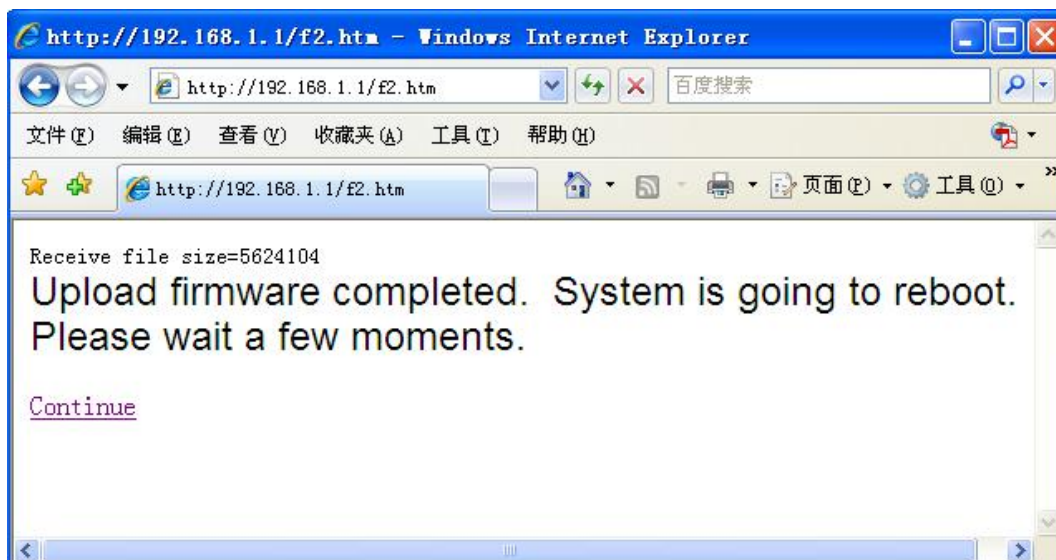 http://192.168.1.1/f2.htm - Windows Internet Explorer
http://192.168.1.1/f2.htm 百度搜索
文件(F) 编辑(E) 查看(V) 收藏夹(A) 工具(T) 帮助(H)
http://192.168.1.1/f2.htm 页面(P) 工具(O) »
Receive file size=5624104
Upload firmware completed.  System is going to reboot.
Please wait a few moments.
Continue